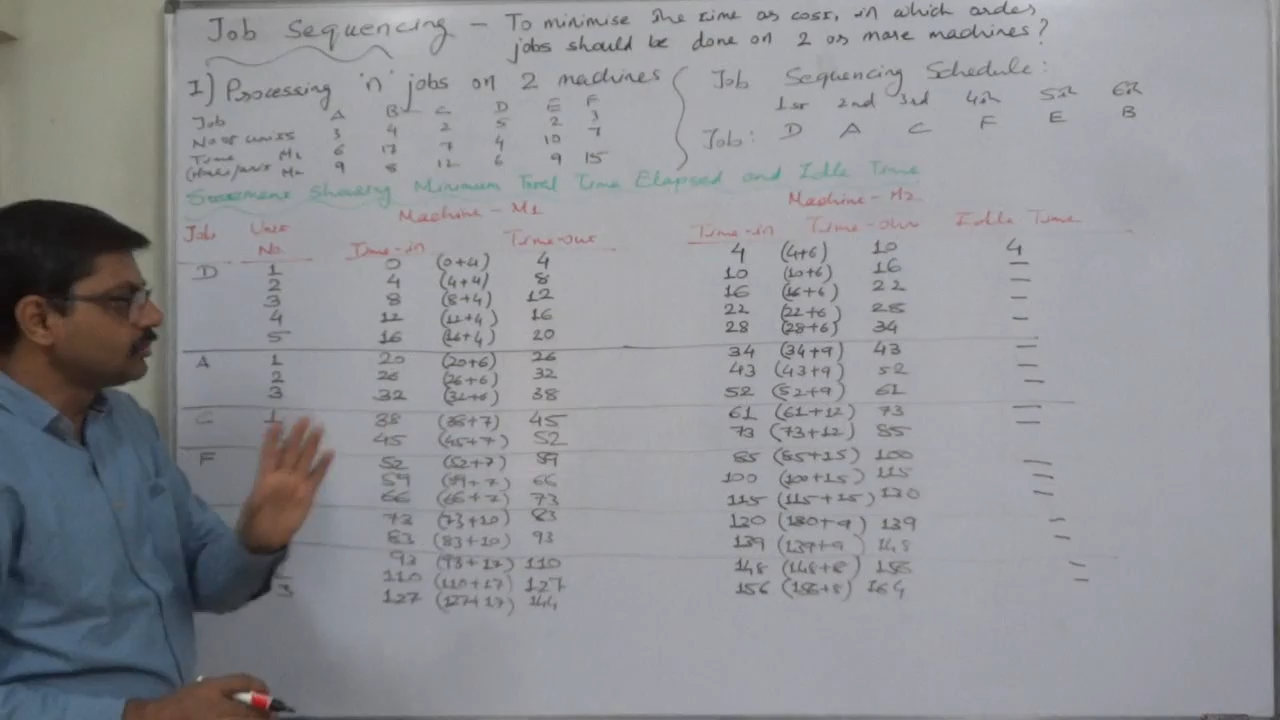 Job Sequencing – To minimise the time or cost, in which order
jobs should be done on 2 or more machines?
I) Processing 'n' jobs on 2 machines
Job A B C D E F
No of units 3 4 2 5 2 3
Time M1 6 17 7 4 10 7
(Hours/unit) M2 9 8 12 6 9 15
Job Sequencing Schedule:
1st 2nd 3rd 4th 5th 6th
Job: D A C F E B
Statement Showing Minimum Total Time Elapsed and Idle Time
Machine - M1 Machine - M2
Job Unit No. Time-in Time-out Time-in Time-out Idle Time
D 1 0 (0+4) 4 4 (4+6) 10 4
2 4 (4+4) 8 10 (10+6) 16 –
3 8 (8+4) 12 16 (16+6) 22 –
4 12 (12+4) 16 22 (22+6) 28 –
5 16 (16+4) 20 28 (28+6) 34 –
A 1 20 (20+6) 26 34 (34+9) 43 –
2 26 (26+6) 32 43 (43+9) 52 –
3 32 (32+6) 38 52 (52+9) 61 –
C 1 38 (38+7) 45 61 (61+12) 73 –
45 (45+7) 52 73 (73+12) 85 –
F 52 (52+7) 59 85 (85+15) 100 –
59 (59+7) 66 100 (100+15) 115 –
66 (66+7) 73 115 (115+15) 130 –
73 (73+10) 83 130 (130+9) 139 –
83 (83+10) 93 139 (139+9) 148 –
93 (93+17) 110 148 (148+8) 156 –
110 (110+17) 127 156 (156+8) 164 –
3 127 (127+17) 144